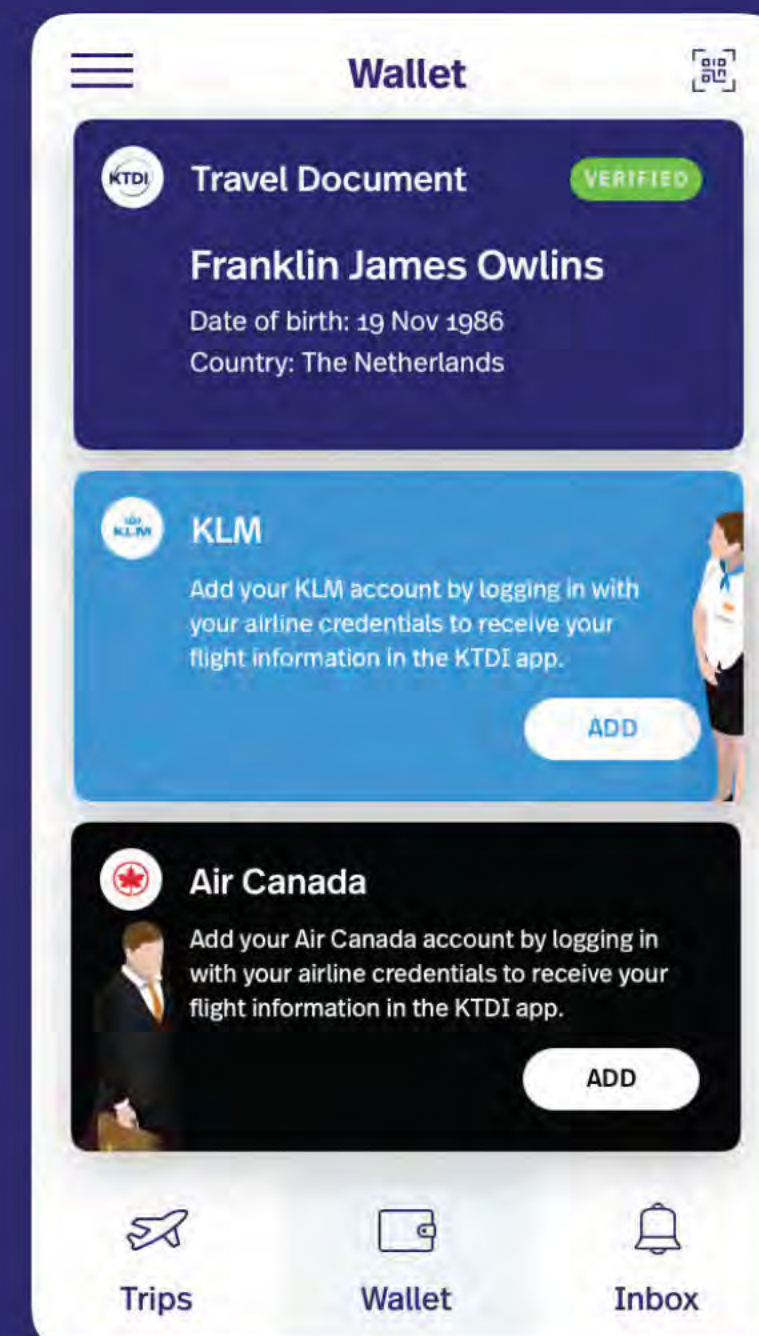 Wallet
KTDI
Travel Document
VERIFIED
Franklin James Owlins
Date of birth: 19 Nov 1986
Country: The Netherlands
KLM
KLM
Add your KLM account by logging in with
your airline credentials to receive your
flight information in the KTDI app.
ADD
Air Canada
Add your Air Canada account by logging in
with your airline credentials to receive your
flight information in the KTDI app.
ADD
Trips
Wallet
Inbox